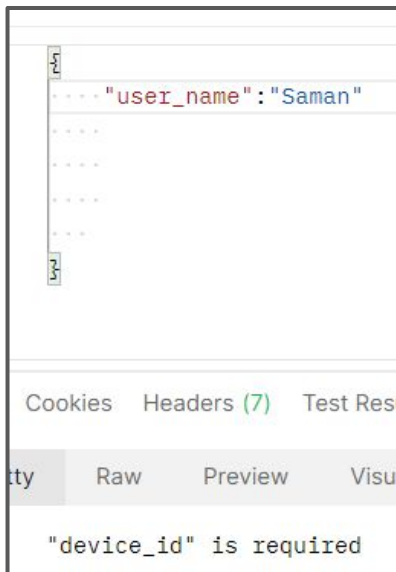 {
"user_name":"Saman"
}
Cookies Headers (7) Test Res
tty Raw Preview Visu
"device_id" is required